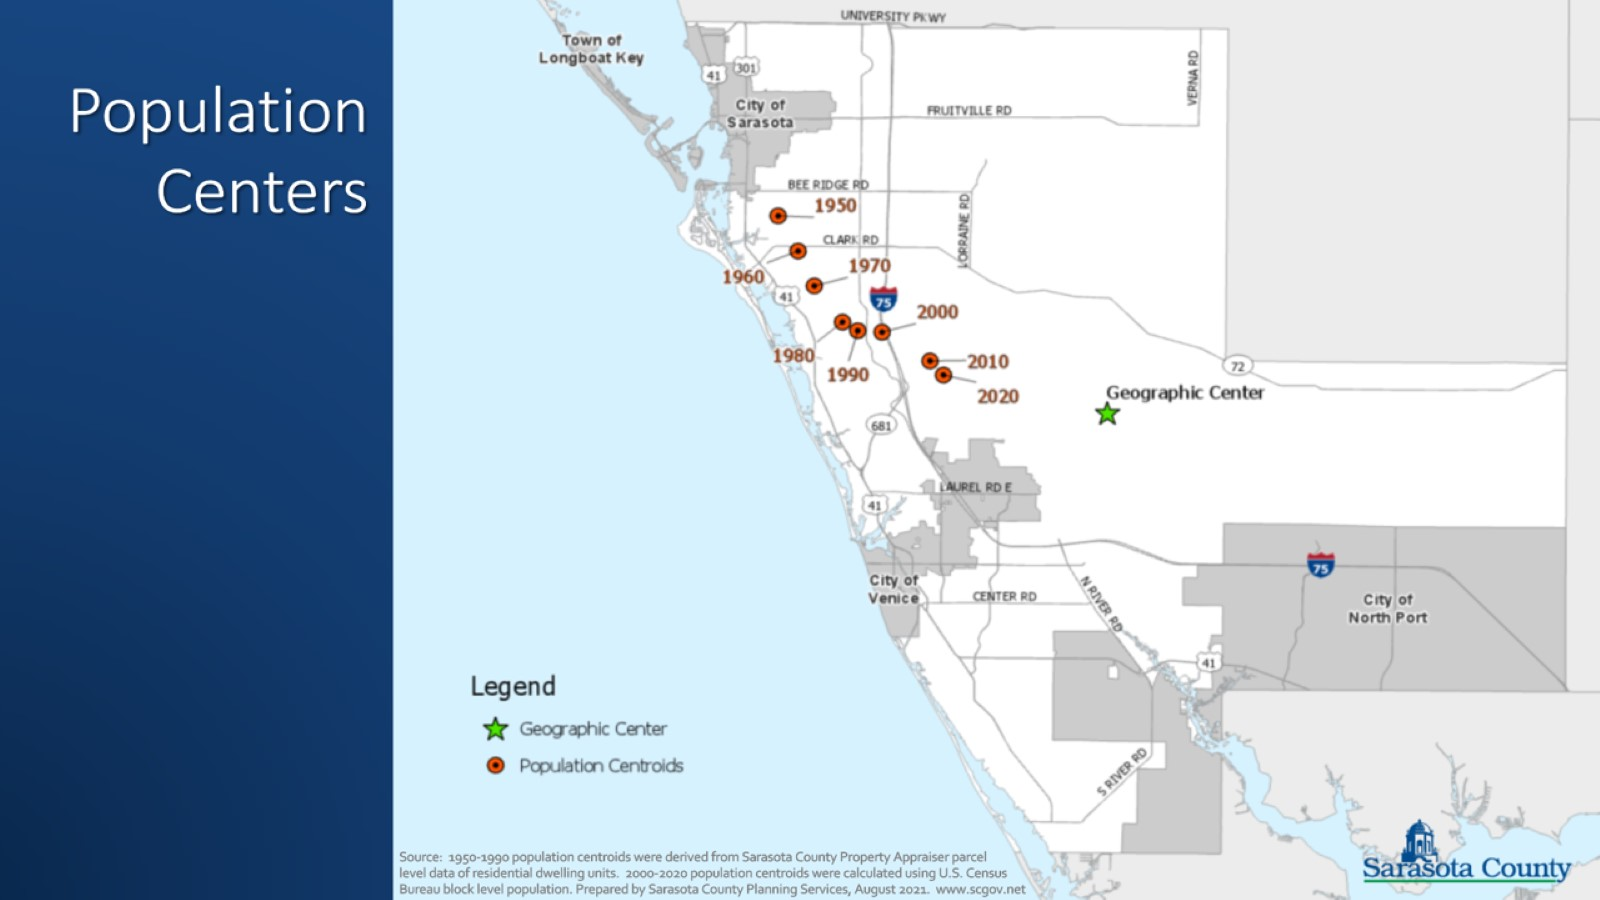 Population
Centers
UNIVERSITY PKWY
Town of
Longboat Key
41
301
VERNA RD
City of
Sarasota
FRUITVILLE RD
BEE RIDGE RD
1950
LORRAINE RD
CLARK RD
1960
1970
41
75
2000
1980
1990
2010
2020
72
Geographic Center
681
LAUREL RD E
41
75
City of
Venice
CENTER RD
N RIVER RD
City of
North Port
41
S RIVER RD
Legend
Geographic Center
Population Centroids
Source: 1950-1990 population centroids were derived from Sarasota County Property Appraiser parcel
level data of residential dwelling units. 2000-2020 population centroids were calculated using U.S. Census
Bureau block level population. Prepared by Sarasota County Planning Services, August 2021. www.scgov.net
Sarasota County